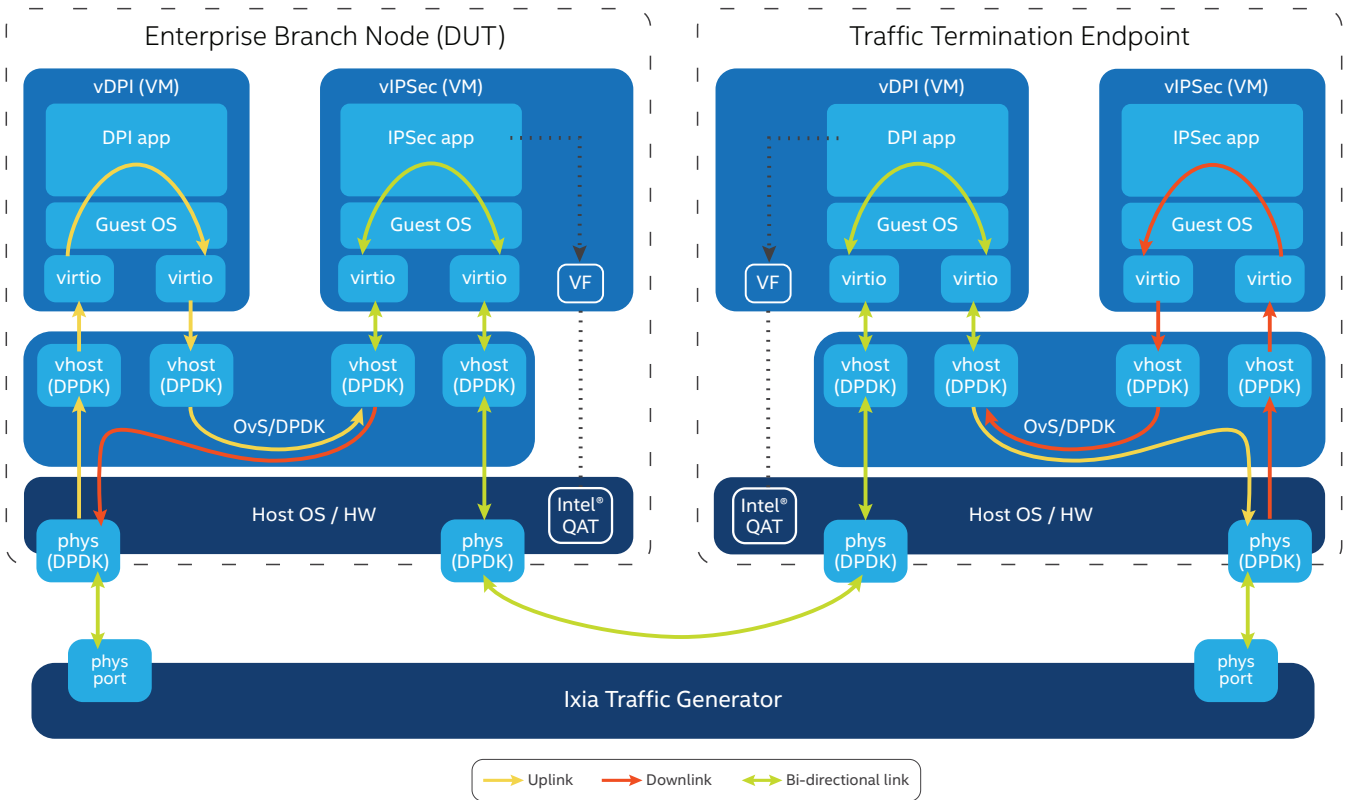 Enterprise Branch Node (DUT)
Traffic Termination Endpoint
vDPI (VM)
DPI app
Guest OS
virtio
virtio
vIPSec (VM)
IPSec app
Guest OS
virtio
virtio
VF
vhost
(DPDK)
vhost
(DPDK)
vhost
(DPDK)
vhost
(DPDK)
OvS/DPDK
Host OS / HW
Intel®
QAT
phys
(DPDK)
phys
(DPDK)
vDPI (VM)
DPI app
Guest OS
VF
virtio
virtio
vIPSec (VM)
IPSec app
Guest OS
virtio
virtio
vhost
(DPDK)
vhost
(DPDK)
vhost
(DPDK)
vhost
(DPDK)
OvS/DPDK
Intel®
QAT
Host OS / HW
phys
(DPDK)
phys
(DPDK)
phys
port
phys
port
Ixia Traffic Generator
Uplink
Downlink
Bi-directional link